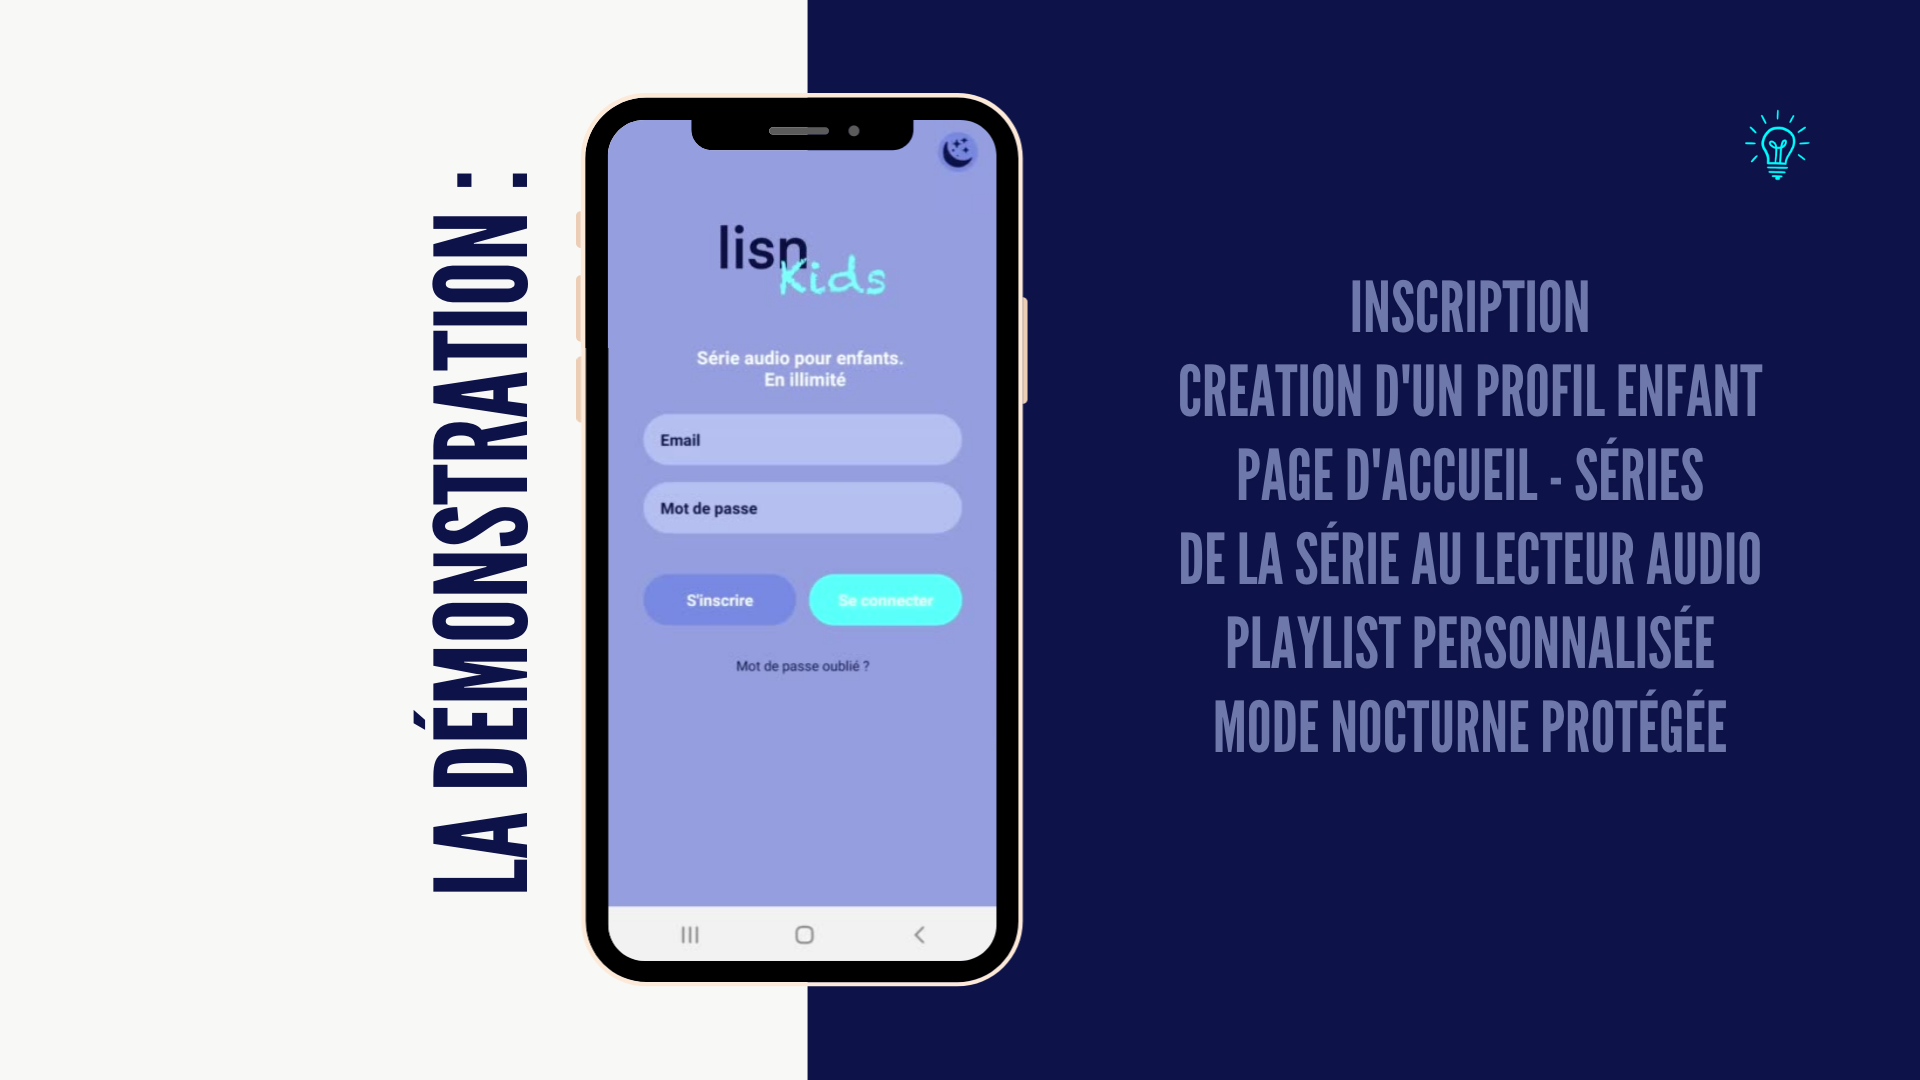 LA DÉMONSTRATION :
lisn
Kids
Série audio pour enfants.
En illimité
Email
Mot de passe
S'inscrire
Se connecter
Mot de passe oublié ?
INSCRIPTION
CREATION D'UN PROFIL ENFANT
PAGE D'ACCUEIL - SÉRIES
DE LA SÉRIE AU LECTEUR AUDIO
PLAYLIST PERSONNALISÉE
MODE NOCTURNE PROTÉGÉE